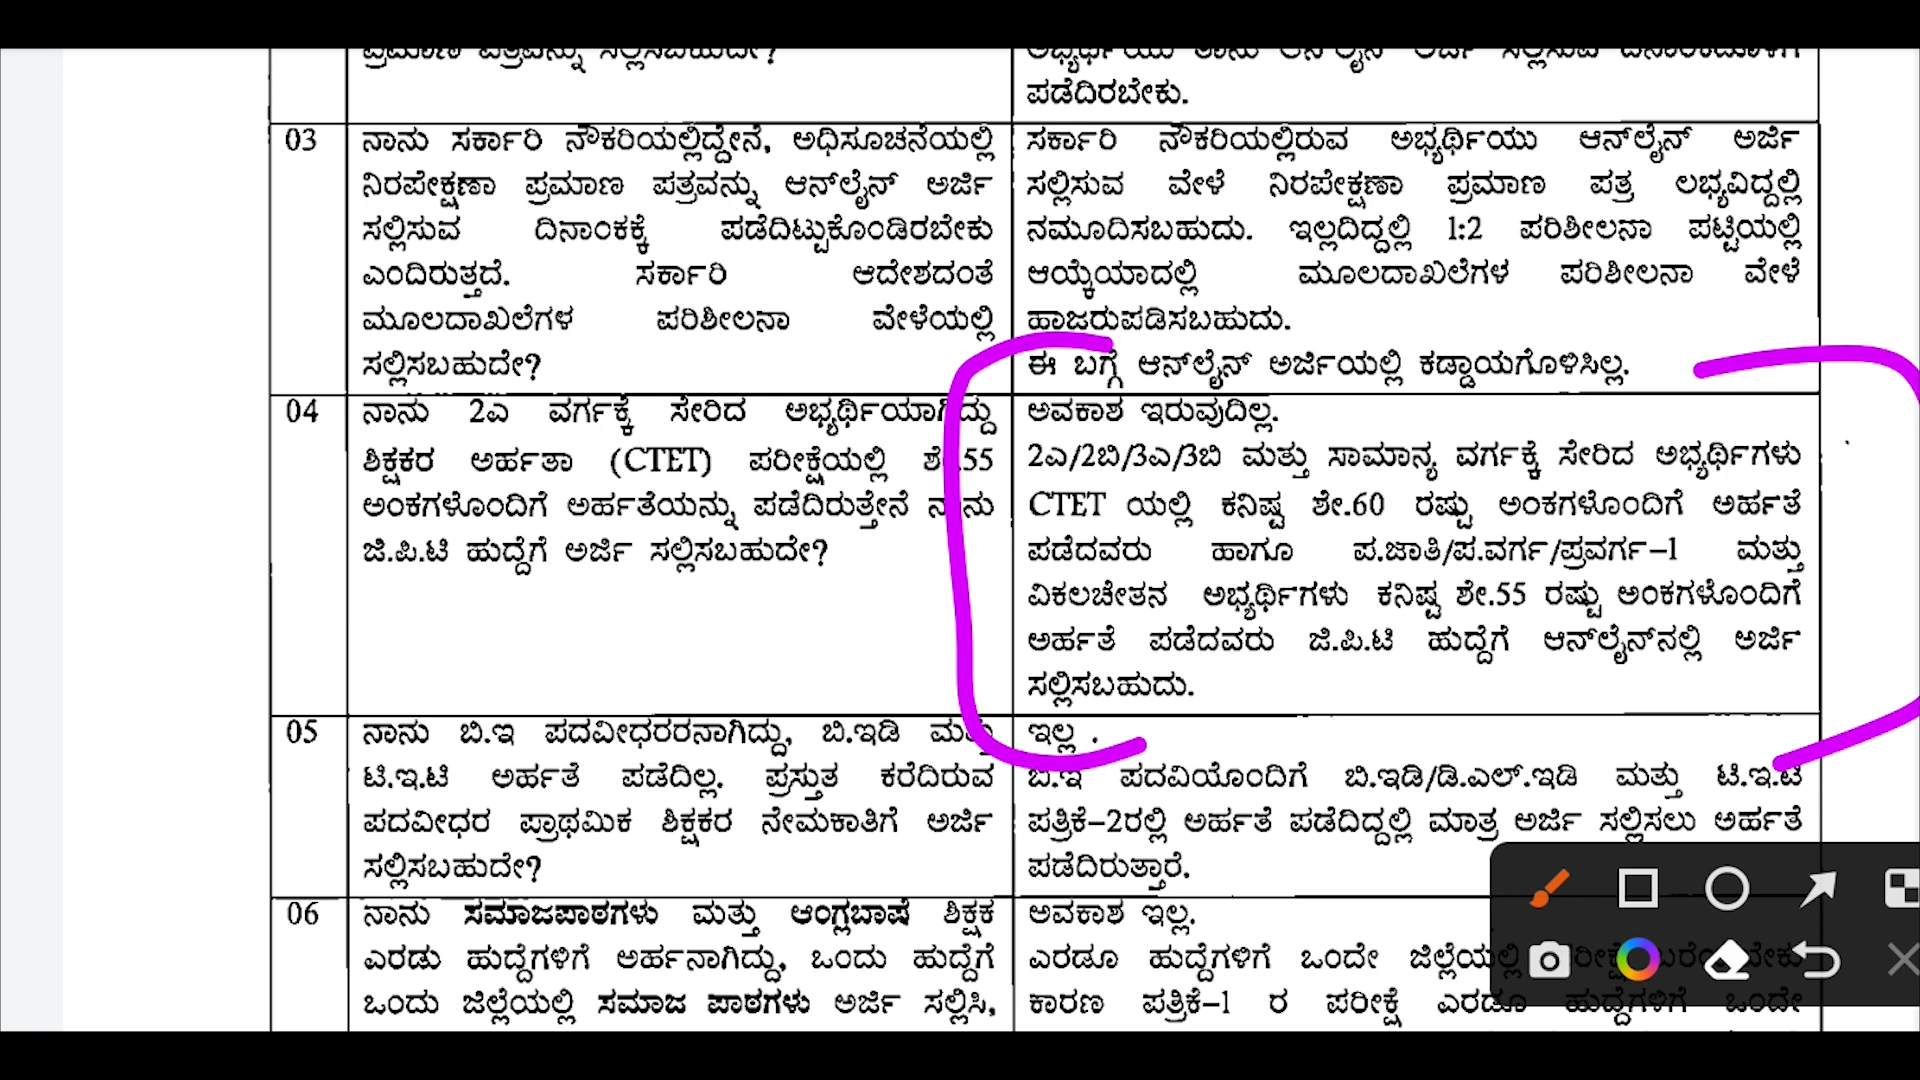 ಪ್ರಮಾಣ ಪತ್ರವನ್ನು ಸಲ್ಲಿಸಬಹುದೇ?
ಪಡೆದಿರಬೇಕು.
03
ನಾನು ಸರ್ಕಾರಿ ನೌಕರಿಯಲ್ಲಿದ್ದೇನೆ, ಅಧಿಸೂಚನೆಯಲ್ಲಿ
ನಿರಪೇಕ್ಷಣಾ ಪ್ರಮಾಣ ಪತ್ರವನ್ನು ಆನ್‌ಲೈನ್ ಅರ್ಜಿ
ಸಲ್ಲಿಸುವ ದಿನಾಂಕಕ್ಕೆ ಪಡೆದಿಟ್ಟುಕೊಂಡಿರಬೇಕು
ಎಂದಿರುತ್ತದೆ. ಸರ್ಕಾರಿ ಆದೇಶದಂತೆ
ಮೂಲದಾಖಲೆಗಳ ಪರಿಶೀಲನಾ ವೇಳೆಯಲ್ಲಿ
ಸಲ್ಲಿಸಬಹುದೇ?
ಸರ್ಕಾರಿ ನೌಕರಿಯಲ್ಲಿರುವ ಅಭ್ಯರ್ಥಿಯು ಆನ್‌ಲೈನ್ ಅರ್ಜಿ
ಸಲ್ಲಿಸುವ ವೇಳೆ ನಿರಪೇಕ್ಷಣಾ ಪ್ರಮಾಣ ಪತ್ರ ಲಭ್ಯವಿದ್ದಲ್ಲಿ
ನಮೂದಿಸಬಹುದು. ಇಲ್ಲದಿದ್ದಲ್ಲಿ 1:2 ಪರಿಶೀಲನಾ ಪಟ್ಟಿಯಲ್ಲಿ
ಆಯ್ಕೆಯಾದಲ್ಲಿ ಮೂಲದಾಖಲೆಗಳ ಪರಿಶೀಲನಾ ವೇಳೆ
ಹಾಜರುಪಡಿಸಬಹುದು.
ಈ ಬಗ್ಗೆ ಆನ್‌ಲೈನ್ ಅರ್ಜಿಯಲ್ಲಿ ಕಡ್ಡಾಯಗೊಳಿಸಿಲ್ಲ.
04
ನಾನು 2ಎ ವರ್ಗಕ್ಕೆ ಸೇರಿದ ಅಭ್ಯರ್ಥಿಯಾಗಿದ್ದು
ಶಿಕ್ಷಕರ ಅರ್ಹತಾ (CTET) ಪರೀಕ್ಷೆಯಲ್ಲಿ ಶೇ.55
ಅಂಕಗಳೊಂದಿಗೆ ಅರ್ಹತೆಯನ್ನು ಪಡೆದಿರುತ್ತೇನೆ ನಾನು
ಜಿ.ಪಿ.ಟಿ ಹುದ್ದೆಗೆ ಅರ್ಜಿ ಸಲ್ಲಿಸಬಹುದೇ?
ಅವಕಾಶ ಇರುವುದಿಲ್ಲ.
2ಎ/2ಬಿ/3ಎ/3ಬಿ ಮತ್ತು ಸಾಮಾನ್ಯ ವರ್ಗಕ್ಕೆ ಸೇರಿದ ಅಭ್ಯರ್ಥಿಗಳು
CTET ಯಲ್ಲಿ ಕನಿಷ್ಟ ಶೇ.60 ರಷ್ಟು ಅಂಕಗಳೊಂದಿಗೆ ಅರ್ಹತೆ
ಪಡೆದವರು ಹಾಗೂ ಪ.ಜಾತಿ/ಪ.ವರ್ಗ/ಪ್ರವರ್ಗ–1 ಮತ್ತು
ವಿಕಲಚೇತನ ಅಭ್ಯರ್ಥಿಗಳು ಕನಿಷ್ಟ ಶೇ.55 ರಷ್ಟು ಅಂಕಗಳೊಂದಿಗೆ
ಅರ್ಹತೆ ಪಡೆದವರು ಜಿ.ಪಿ.ಟಿ ಹುದ್ದೆಗೆ ಆನ್‌ಲೈನ್‌ನಲ್ಲಿ ಅರ್ಜಿ
ಸಲ್ಲಿಸಬಹುದು.
05
ನಾನು ಬಿ.ಇ ಪದವೀಧರರನಾಗಿದ್ದು, ಬಿ.ಇಡಿ ಮತ್ತು
ಟಿ.ಇ.ಟಿ ಅರ್ಹತೆ ಪಡೆದಿಲ್ಲ. ಪ್ರಸ್ತುತ ಕರೆದಿರುವ
ಪದವೀಧರ ಪ್ರಾಥಮಿಕ ಶಿಕ್ಷಕರ ನೇಮಕಾತಿಗೆ ಅರ್ಜಿ
ಸಲ್ಲಿಸಬಹುದೇ?
ಇಲ್ಲ .
ಬಿ.ಇ ಪದವಿಯೊಂದಿಗೆ ಬಿ.ಇಡಿ/ಡಿ.ಎಲ್.ಇಡಿ ಮತ್ತು ಟಿ.ಇ.ಟಿ
ಪತ್ರಿಕೆ–2ರಲ್ಲಿ ಅರ್ಹತೆ ಪಡೆದಿದ್ದಲ್ಲಿ ಮಾತ್ರ ಅರ್ಜಿ ಸಲ್ಲಿಸಲು ಅರ್ಹತೆ
ಪಡೆದಿರುತ್ತಾರೆ.
06
ನಾನು ಸಮಾಜಪಾಠಗಳು ಮತ್ತು ಆಂಗ್ಲಭಾಷೆ ಶಿಕ್ಷಕ
ಎರಡು ಹುದ್ದೆಗಳಿಗೆ ಅರ್ಹನಾಗಿದ್ದು, ಒಂದು ಹುದ್ದೆಗೆ
ಒಂದು ಜಿಲ್ಲೆಯಲ್ಲಿ ಸಮಾಜ ಪಾಠಗಳು ಅರ್ಜಿ ಸಲ್ಲಿಸಿ,
ಅವಕಾಶ ಇಲ್ಲ.
ಎರಡೂ ಹುದ್ದೆಗಳಿಗೆ ಒಂದೇ ಜಿಲ್ಲೆಯಲ್ಲಿ
ಕಾರಣ ಪತ್ರಿಕೆ–1 ರ ಪರೀಕ್ಷೆ ಎರಡೂ ಹುದ್ದೆಗಳಿಗೆ ಒಂದೇ